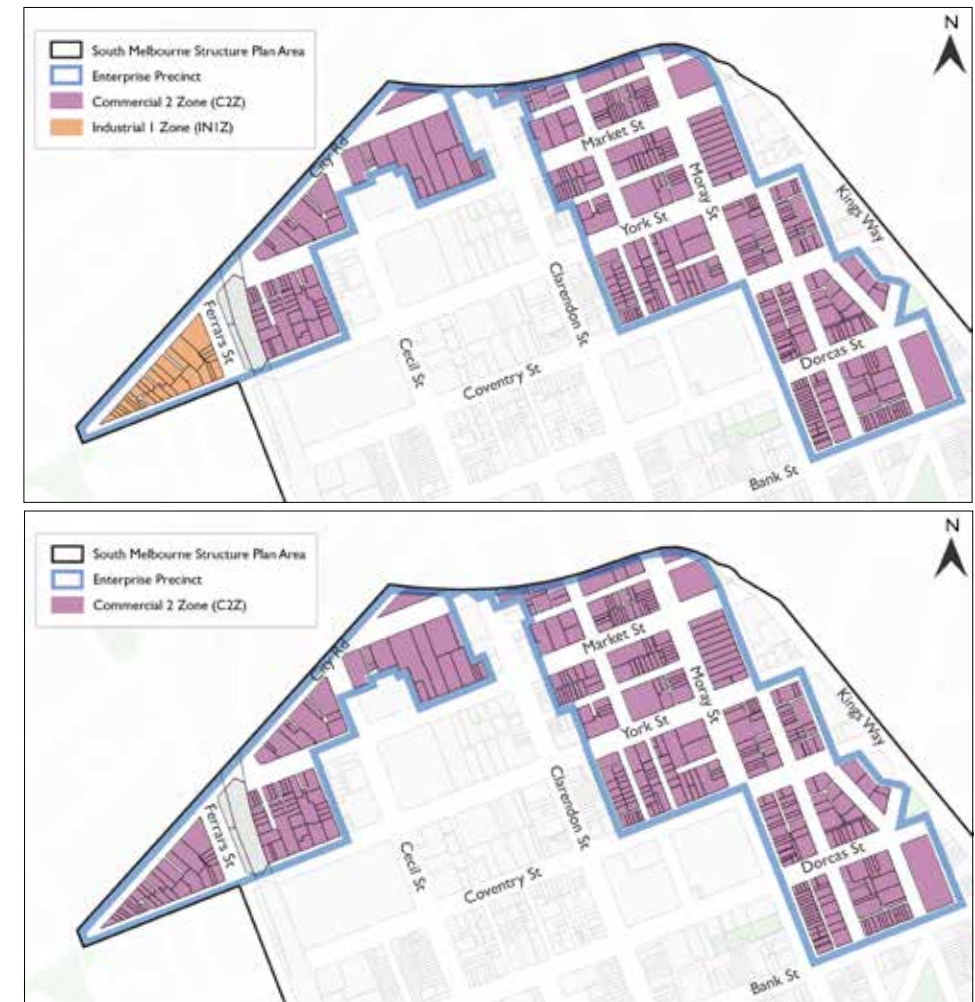 N
South Melbourne Structure Plan Area
Enterprise Precinct
Commercial 2 Zone (C2Z)
Industrial 1 Zone (IN1Z)
City Rd
Market St
Moray St
Kings Way
York St
Clarendon St
Ferrars St
Cecil St
Coventry St
Dorcas St
Bank St
N
South Melbourne Structure Plan Area
Enterprise Precinct
Commercial 2 Zone (C2Z)
City Rd
Market St
Moray St
Kings Way
York St
Clarendon St
Ferrars St
Cecil St
Coventry St
Dorcas St
Bank St